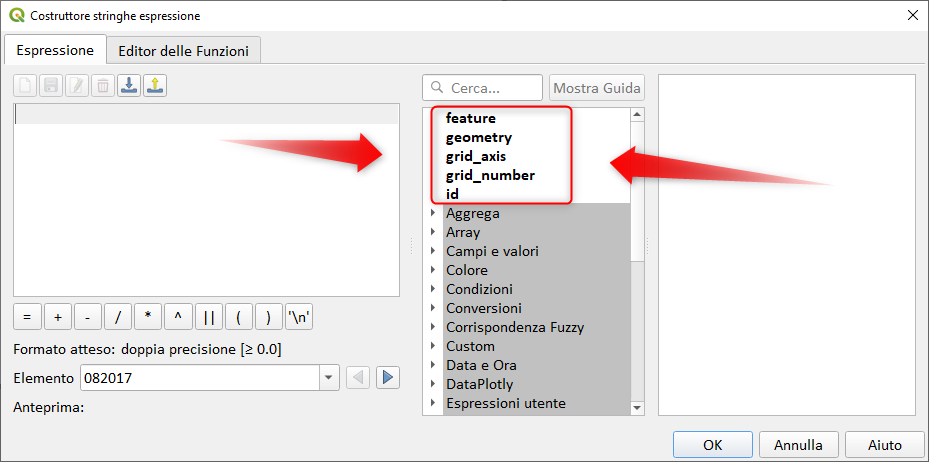 Costruttore stringhe espressione
Espressione
Editor delle Funzioni
Cerca...
Mostra Guida
feature
geometry
grid_axis
grid_number
id
Aggrega
Array
Campi e valori
Colore
Condizioni
Conversioni
Corrispondenza Fuzzy
Custom
Data e Ora
DataPlotly
Espressioni utente
= + - / * ^ || ( ) '\n'
Formato atteso: doppia precisione [≥ 0.0]
Elemento 082017
Anteprima:
OK
Annulla
Aiuto